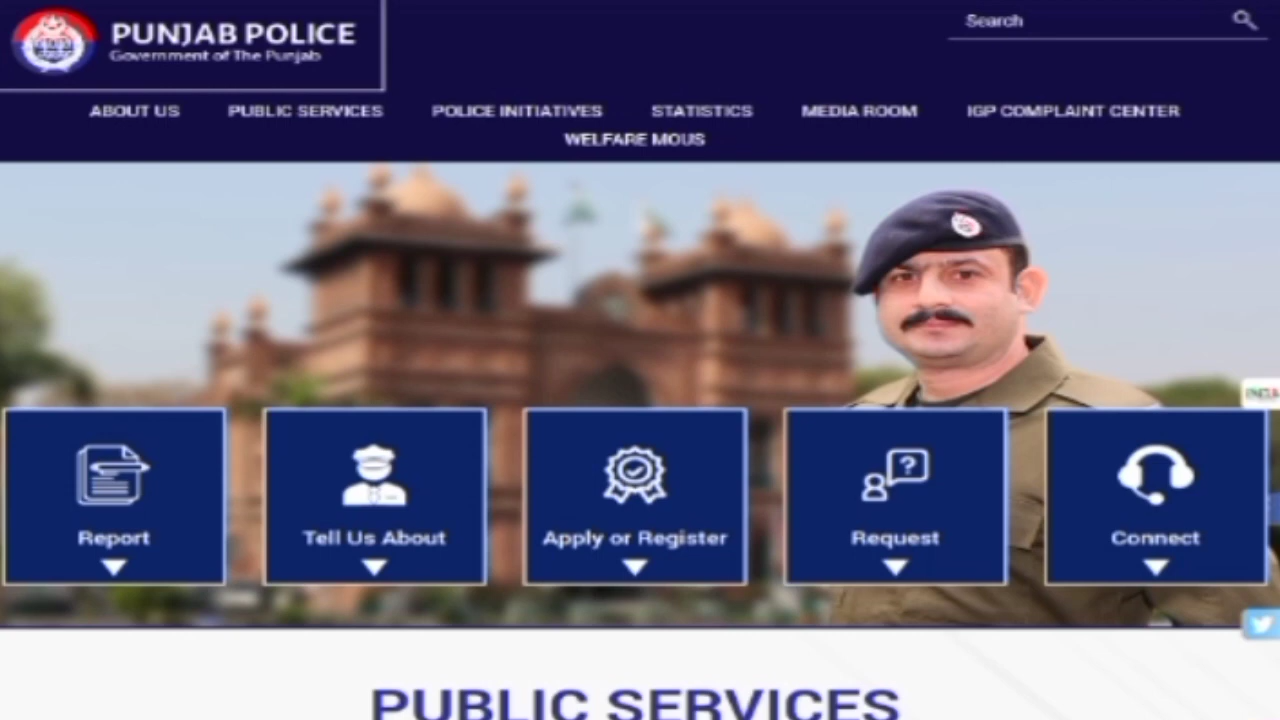 PUNJAB POLICE
Government of The Punjab
Search
ABOUT US PUBLIC SERVICES POLICE INITIATIVES STATISTICS MEDIA ROOM IGP COMPLAINT CENTER
WELFARE MOUS
Report
Tell Us About
Apply or Register
Request
Connect
PUBLIC SERVICES